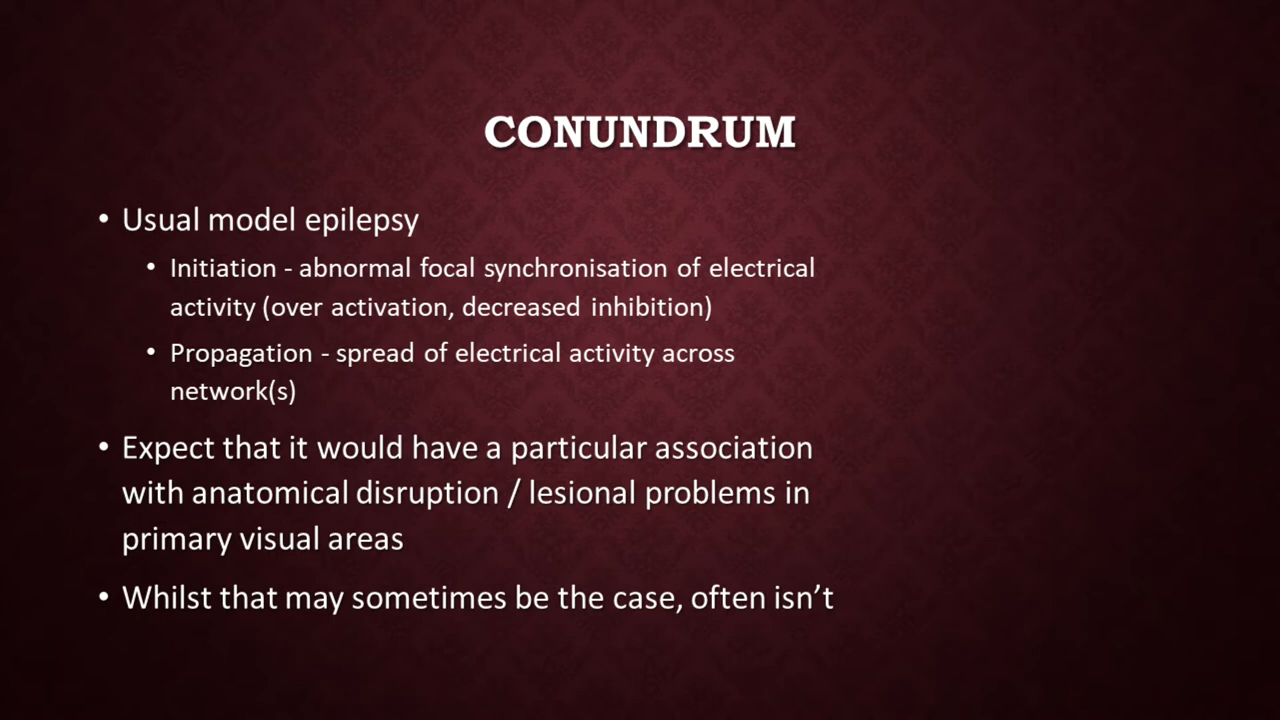 CONUNDRUM
• Usual model epilepsy
• Initiation - abnormal focal synchronisation of electrical
activity (over activation, decreased inhibition)
• Propagation - spread of electrical activity across
network(s)
• Expect that it would have a particular association
with anatomical disruption / lesional problems in
primary visual areas
• Whilst that may sometimes be the case, often isn’t